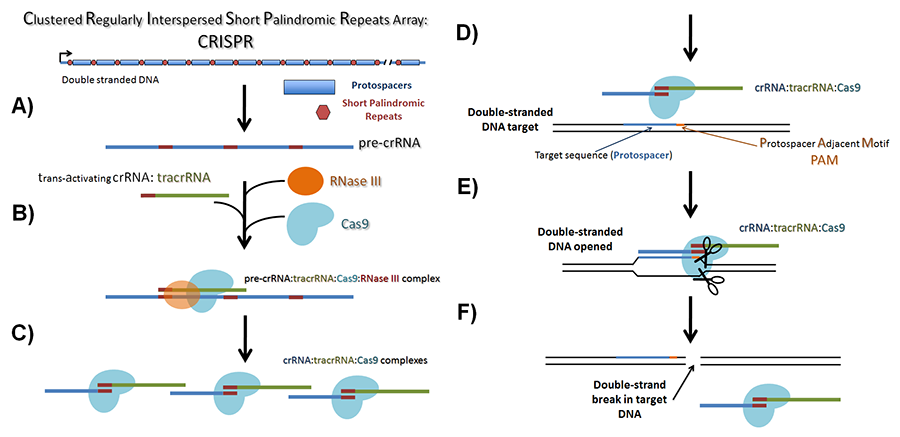 Clustered Regularly Interspersed Short Palindromic Repeats Array:
CRISPR
Double stranded DNA
Protospacers
Short Palindromic
Repeats
A)
pre-crRNA
trans-activating crRNA: tracrRNA
RNase III
B)
Cas9
pre-crRNA:tracrRNA:Cas9:RNase III complex
C)
crRNA:tracrRNA:Cas9 complexes
D)
crRNA:tracrRNA:Cas9
Double-stranded
DNA target
Target sequence (Protospacer)
Protospacer Adjacent Motif
PAM
E)
crRNA:tracrRNA:Cas9
Double-stranded
DNA opened
F)
Double-strand
break in target
DNA